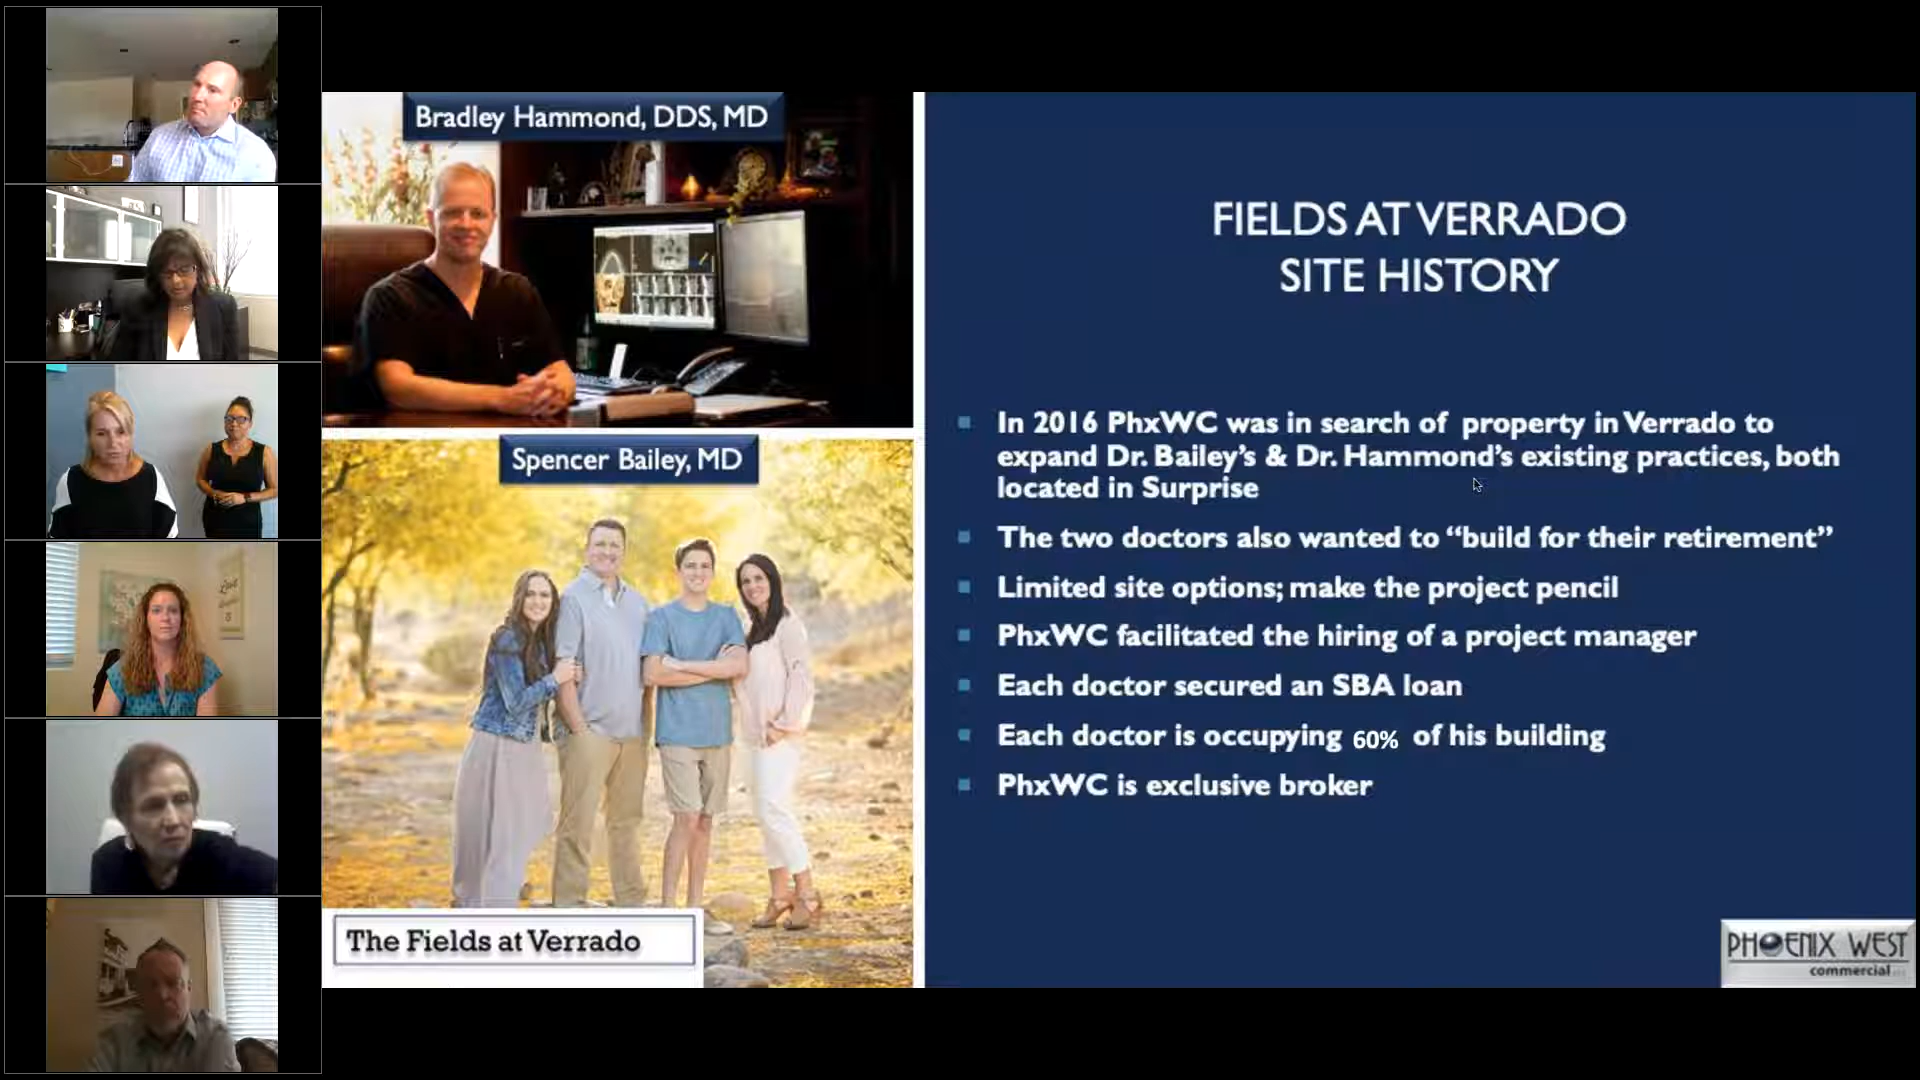 Bradley Hammond, DDS, MD
Spencer Bailey, MD
The Fields at Verrado
FIELDS AT VERRADO
SITE HISTORY
In 2016 PhxWC was in search of property in Verrado to
expand Dr. Bailey's & Dr. Hammond's existing practices, both
located in Surprise
The two doctors also wanted to “build for their retirement”
Limited site options; make the project pencil
PhxWC facilitated the hiring of a project manager
Each doctor secured an SBA loan
Each doctor is occupying 60% of his building
PhxWC is exclusive broker
PHOENIX WEST
commercial